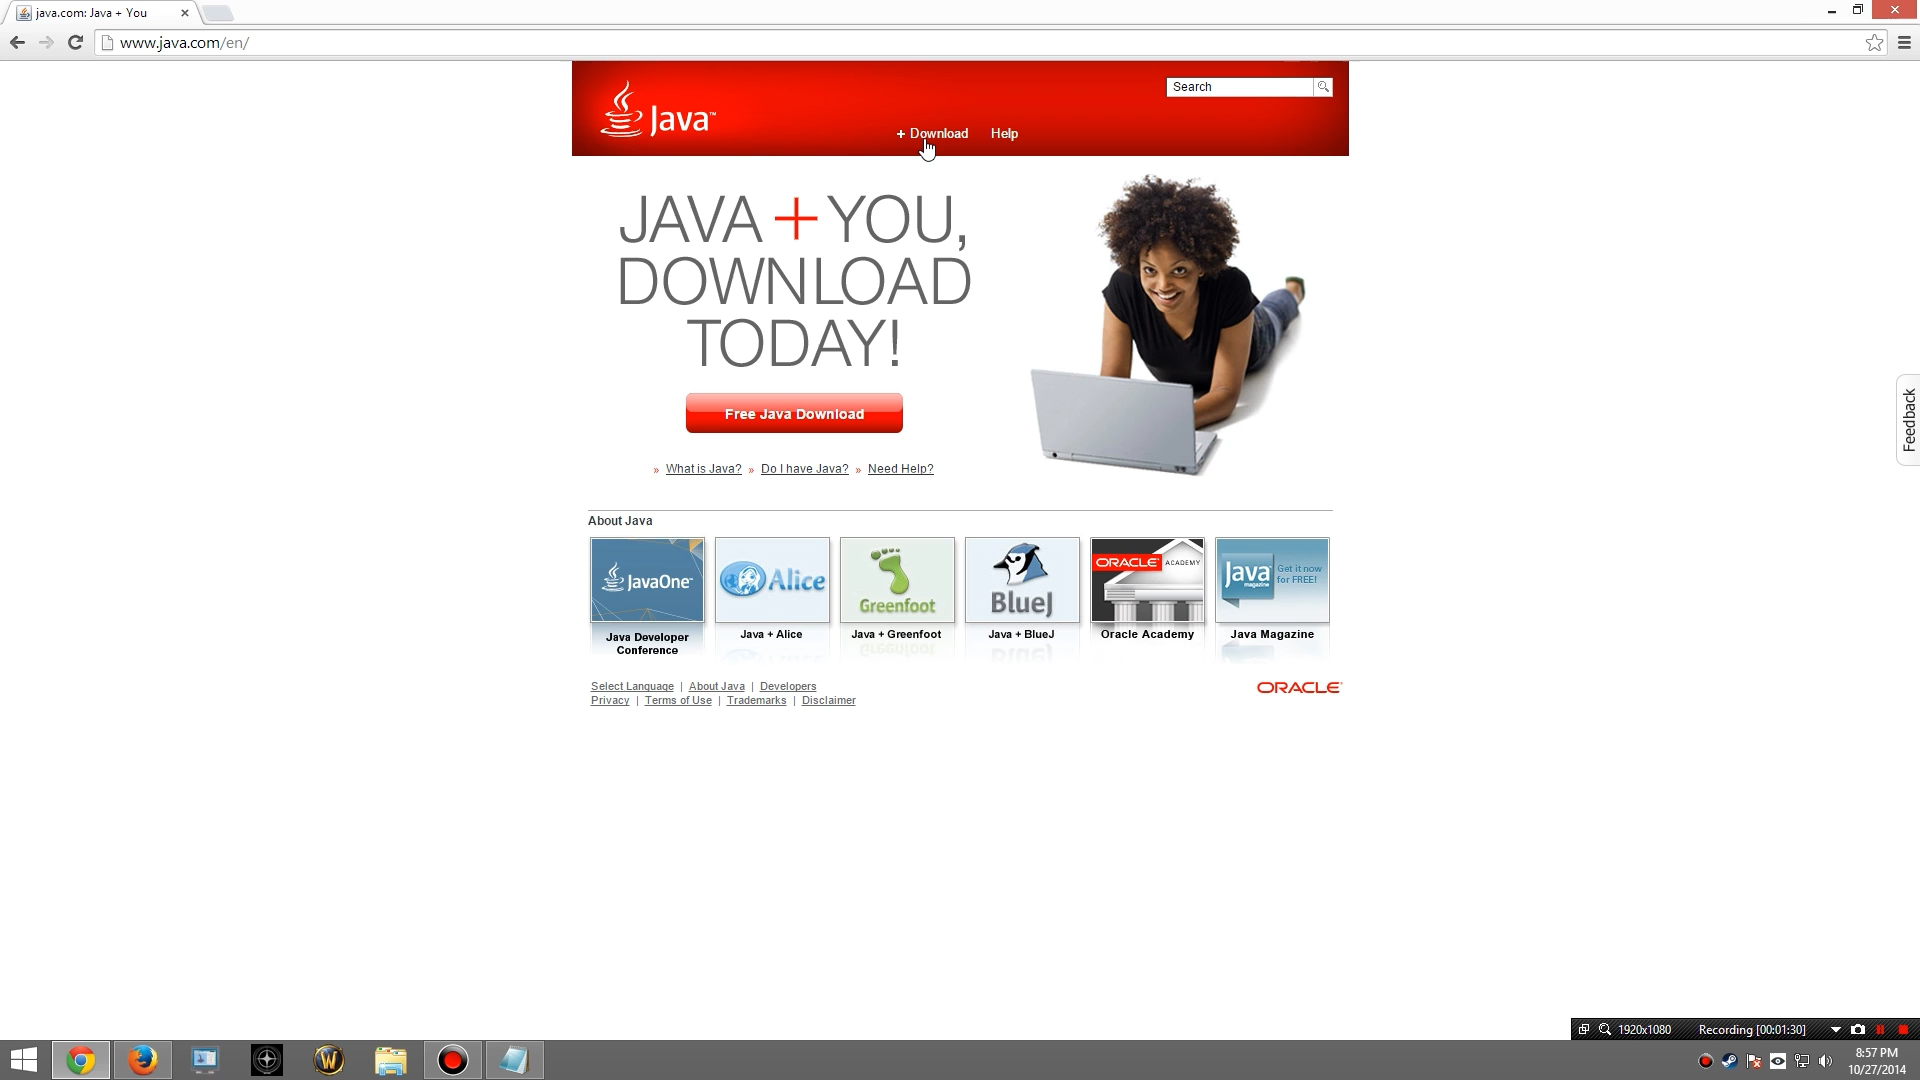 java.com: Java + You
www.java.com/en/
Java™
Search
+ Download Help
JAVA + YOU,
DOWNLOAD
TODAY!
Free Java Download
» What is Java? » Do I have Java? » Need Help?
Feedback
About Java
JavaOne™
Alice
Greenfoot
BlueJ
ORACLE® ACADEMY
Java magazine Get it now for FREE!
Java Developer Conference
Java + Alice
Java + Greenfoot
Java + BlueJ
Oracle Academy
Java Magazine
Select Language | About Java | Developers
Privacy | Terms of Use | Trademarks | Disclaimer
ORACLE®
1920x1080 Recording [00:01:30]
8:57 PM
10/27/2014